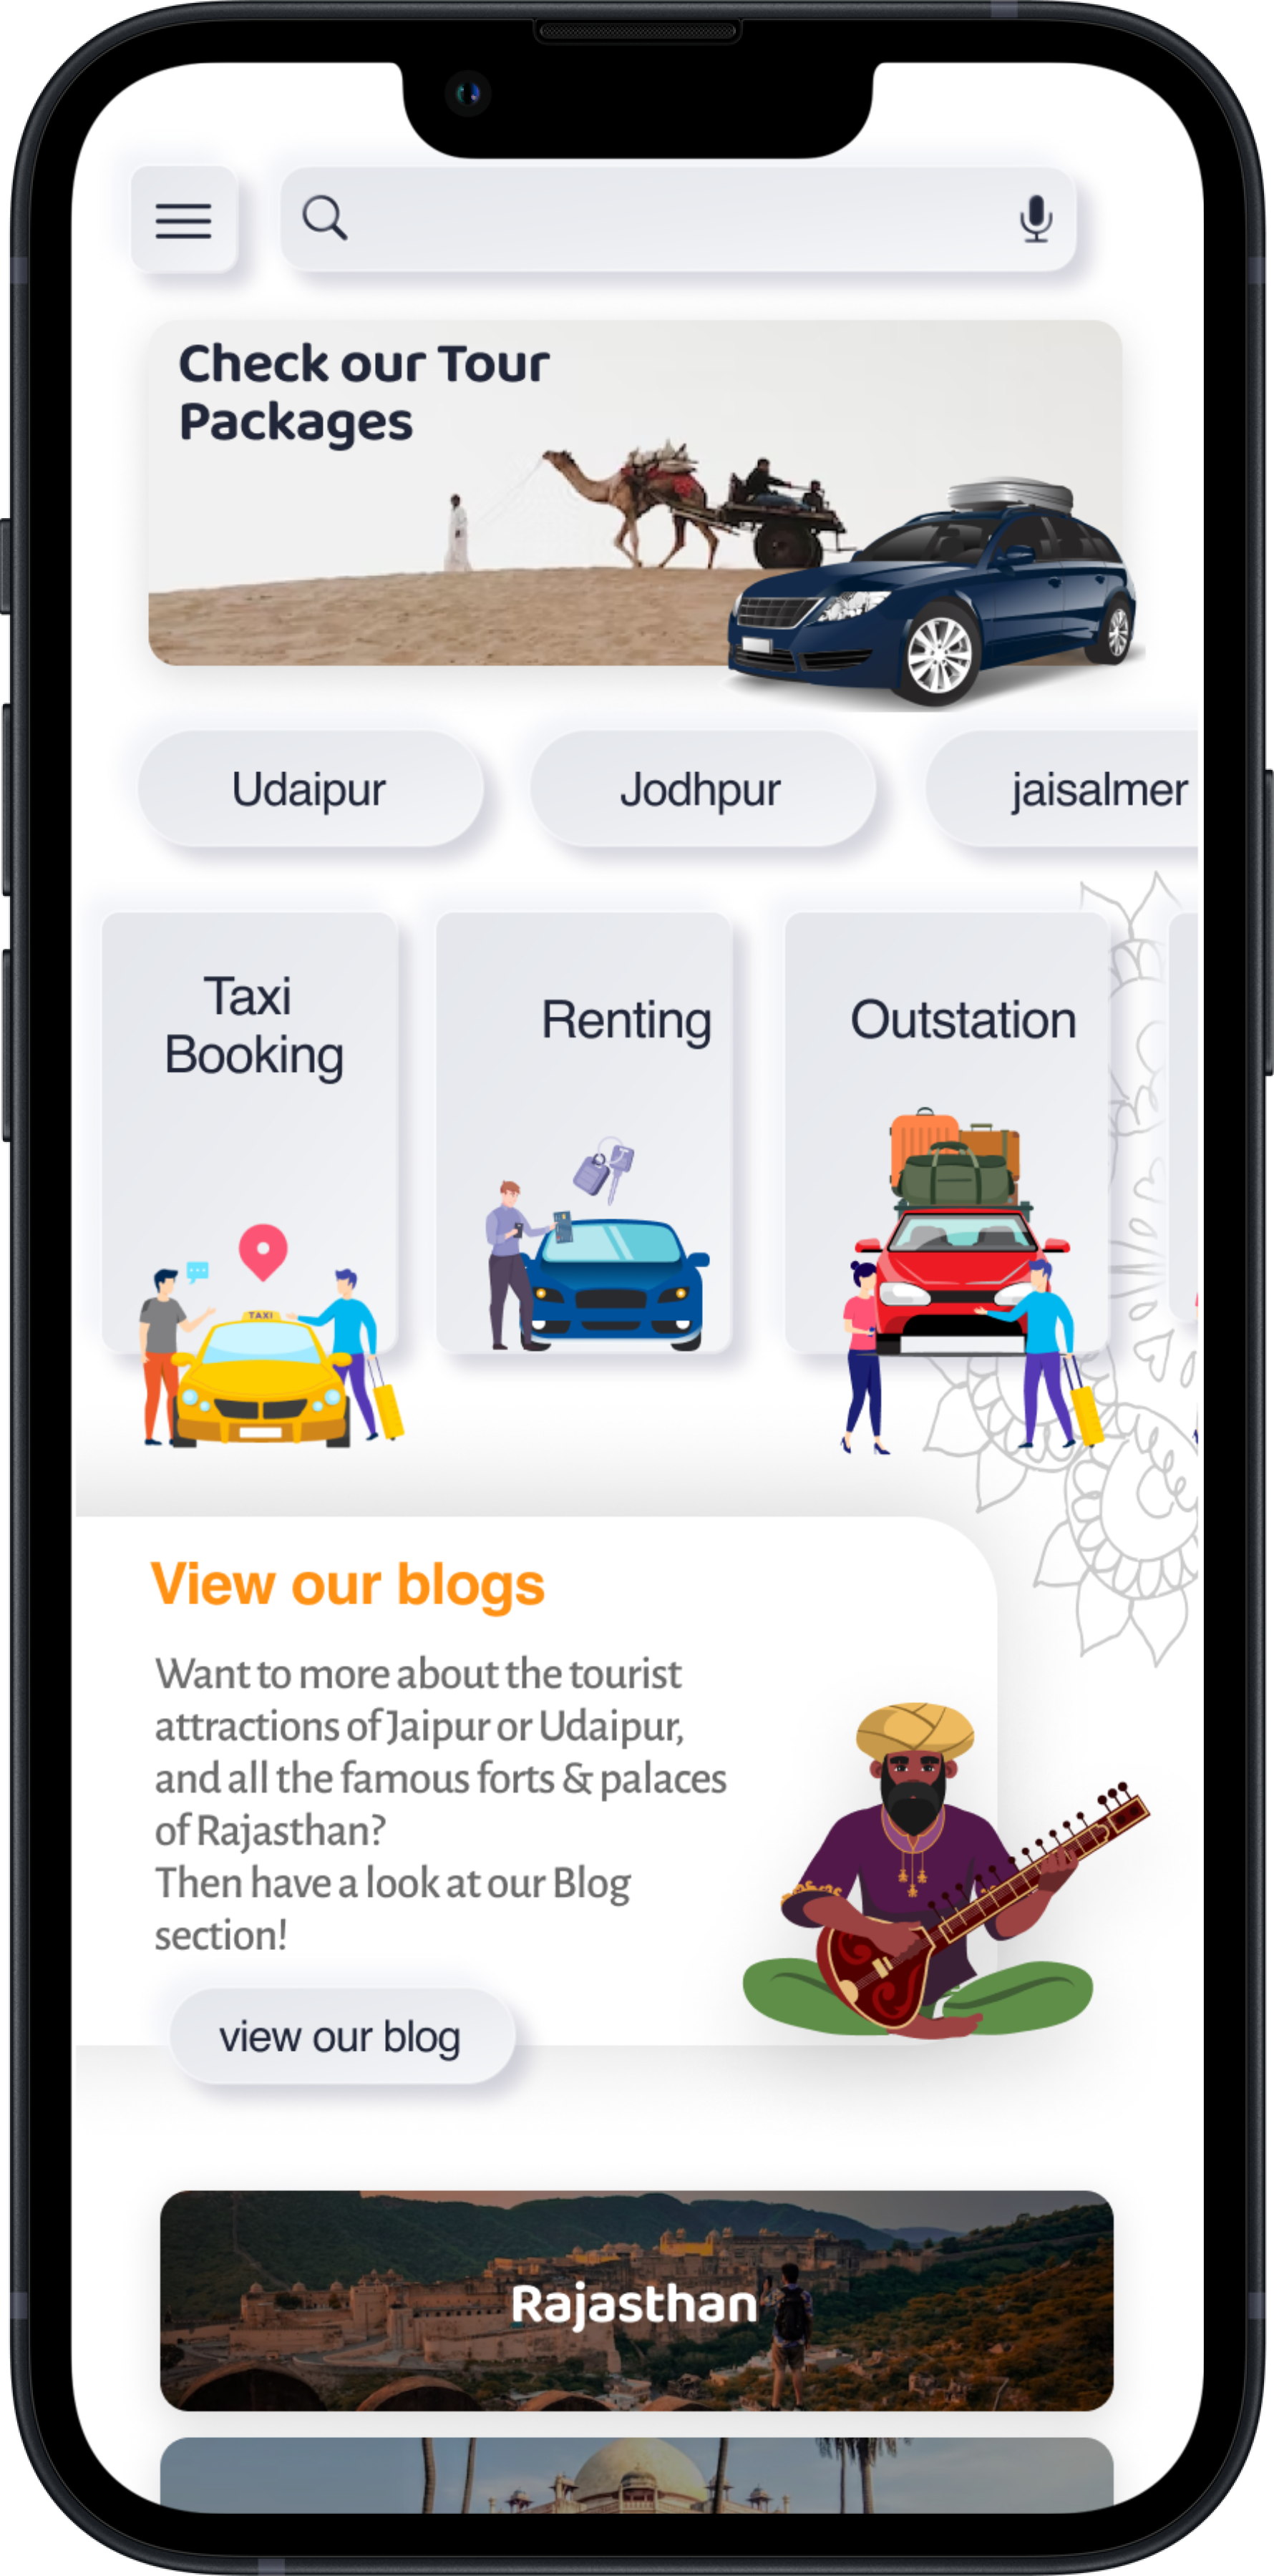 Check our Tour
Packages
Udaipur
Jodhpur
jaisalmer
Taxi
Booking
Renting
Outstation
TAXI
View our blogs
Want to more about the tourist
attractions of Jaipur or Udaipur,
and all the famous forts & palaces
of Rajasthan?
Then have a look at our Blog
section!
view our blog
Rajasthan